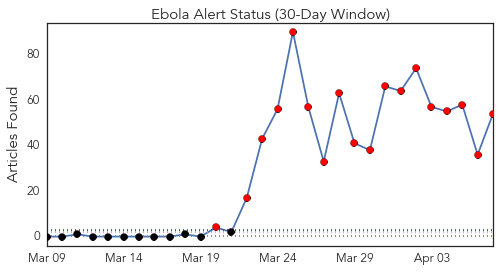 Ebola Alert Status (30-Day Window)
Articles Found
80
60
40
20
0
Mar 09 Mar 14 Mar 19 Mar 24 Mar 29 Apr 03